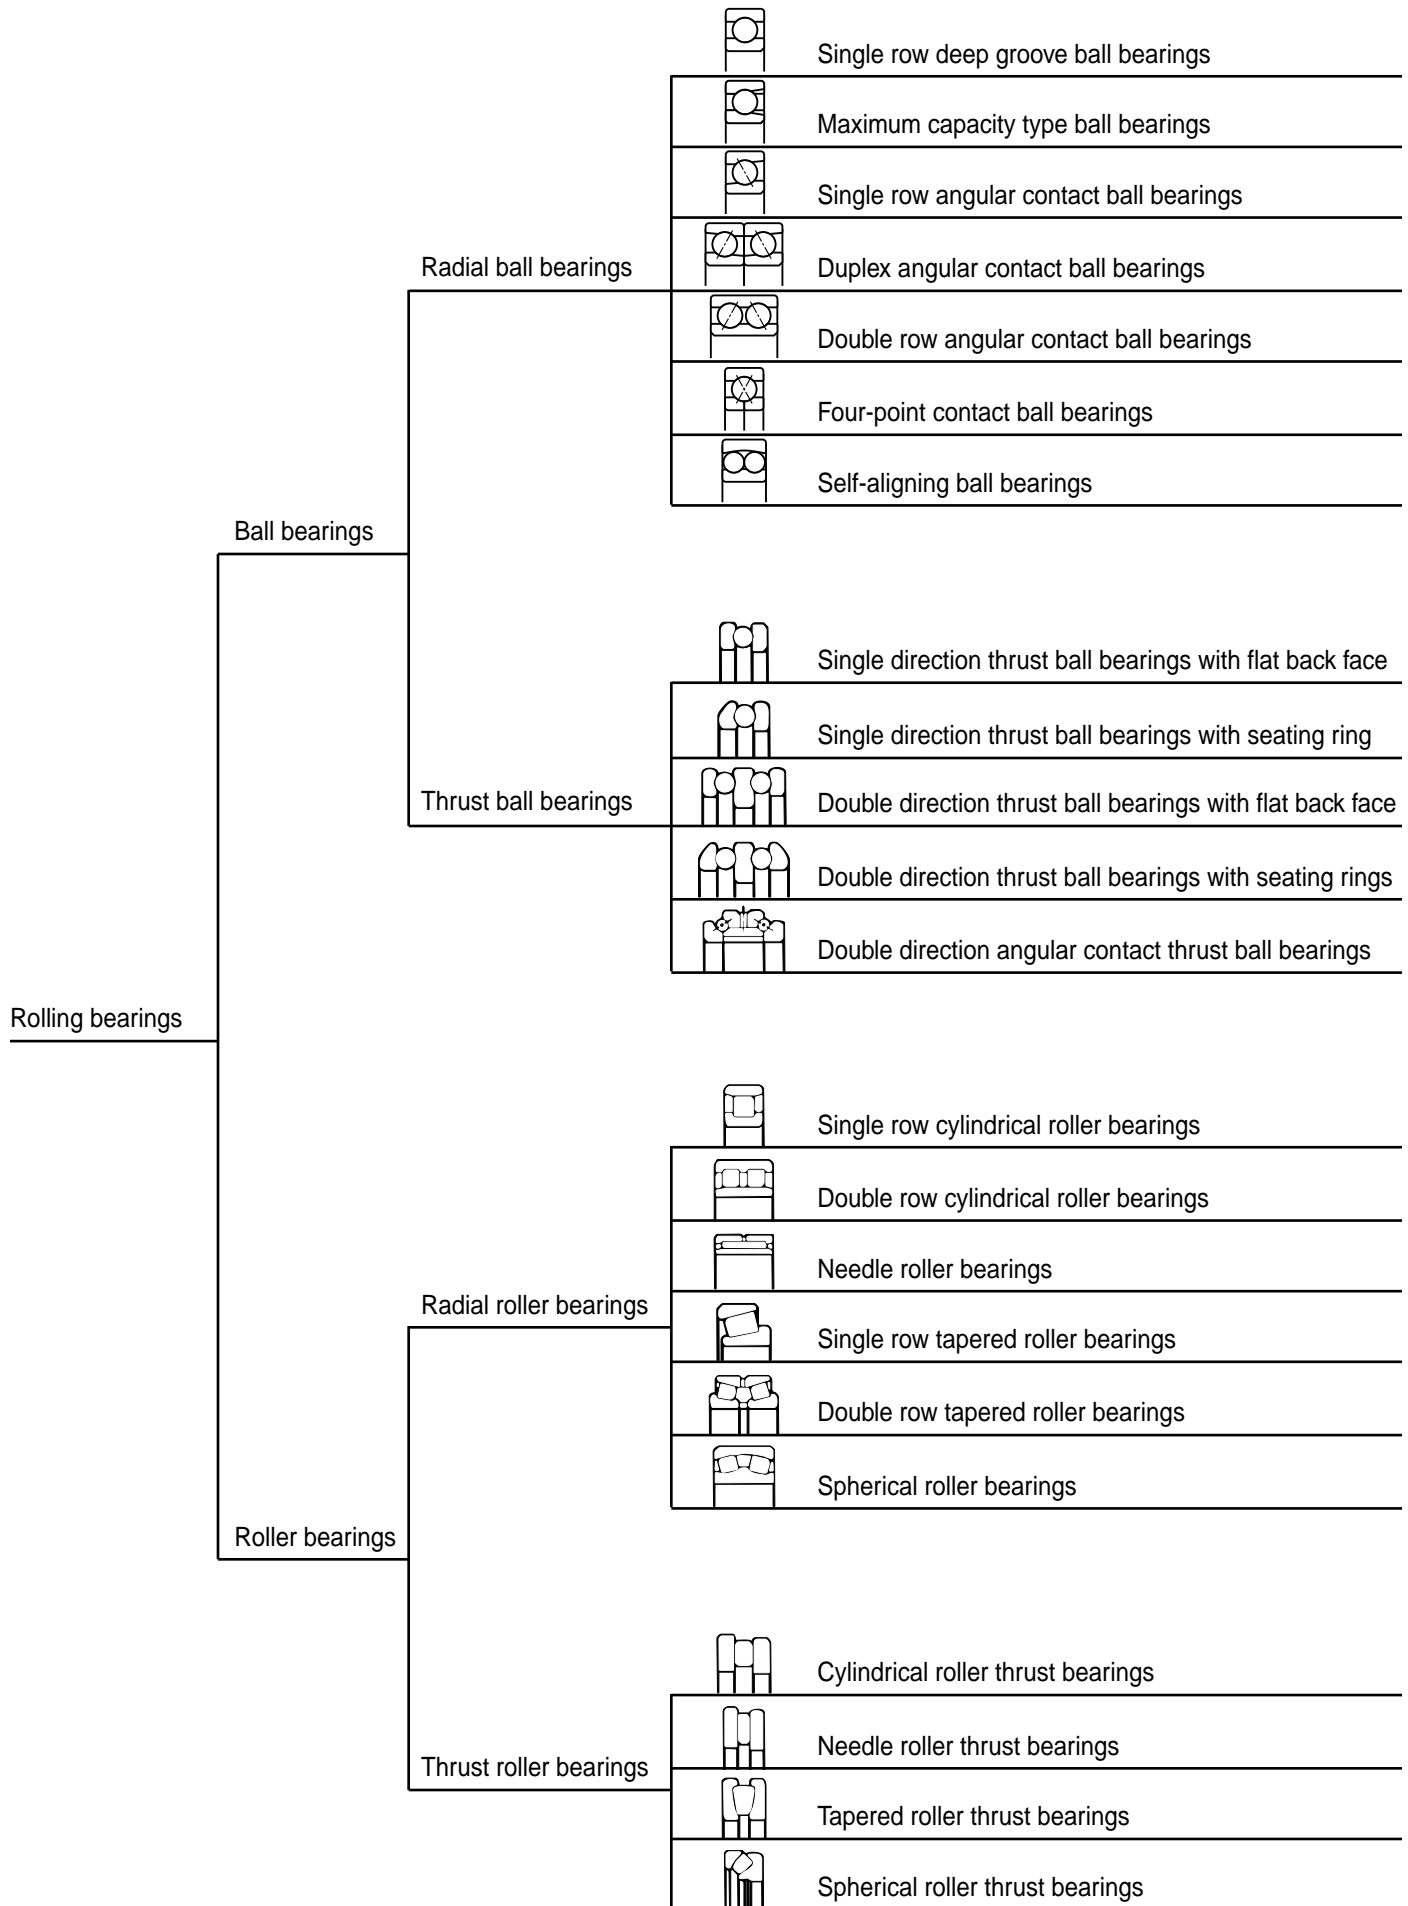 Single row deep groove ball bearings
Maximum capacity type ball bearings
Single row angular contact ball bearings
Radial ball bearings
Duplex angular contact ball bearings
Double row angular contact ball bearings
Four-point contact ball bearings
Self-aligning ball bearings
Ball bearings
Single direction thrust ball bearings with flat back face
Single direction thrust ball bearings with seating ring
Thrust ball bearings
Double direction thrust ball bearings with flat back face
Double direction thrust ball bearings with seating rings
Double direction angular contact thrust ball bearings
Rolling bearings
Single row cylindrical roller bearings
Double row cylindrical roller bearings
Needle roller bearings
Radial roller bearings
Single row tapered roller bearings
Double row tapered roller bearings
Spherical roller bearings
Roller bearings
Cylindrical roller thrust bearings
Needle roller thrust bearings
Thrust roller bearings
Tapered roller thrust bearings
Spherical roller thrust bearings